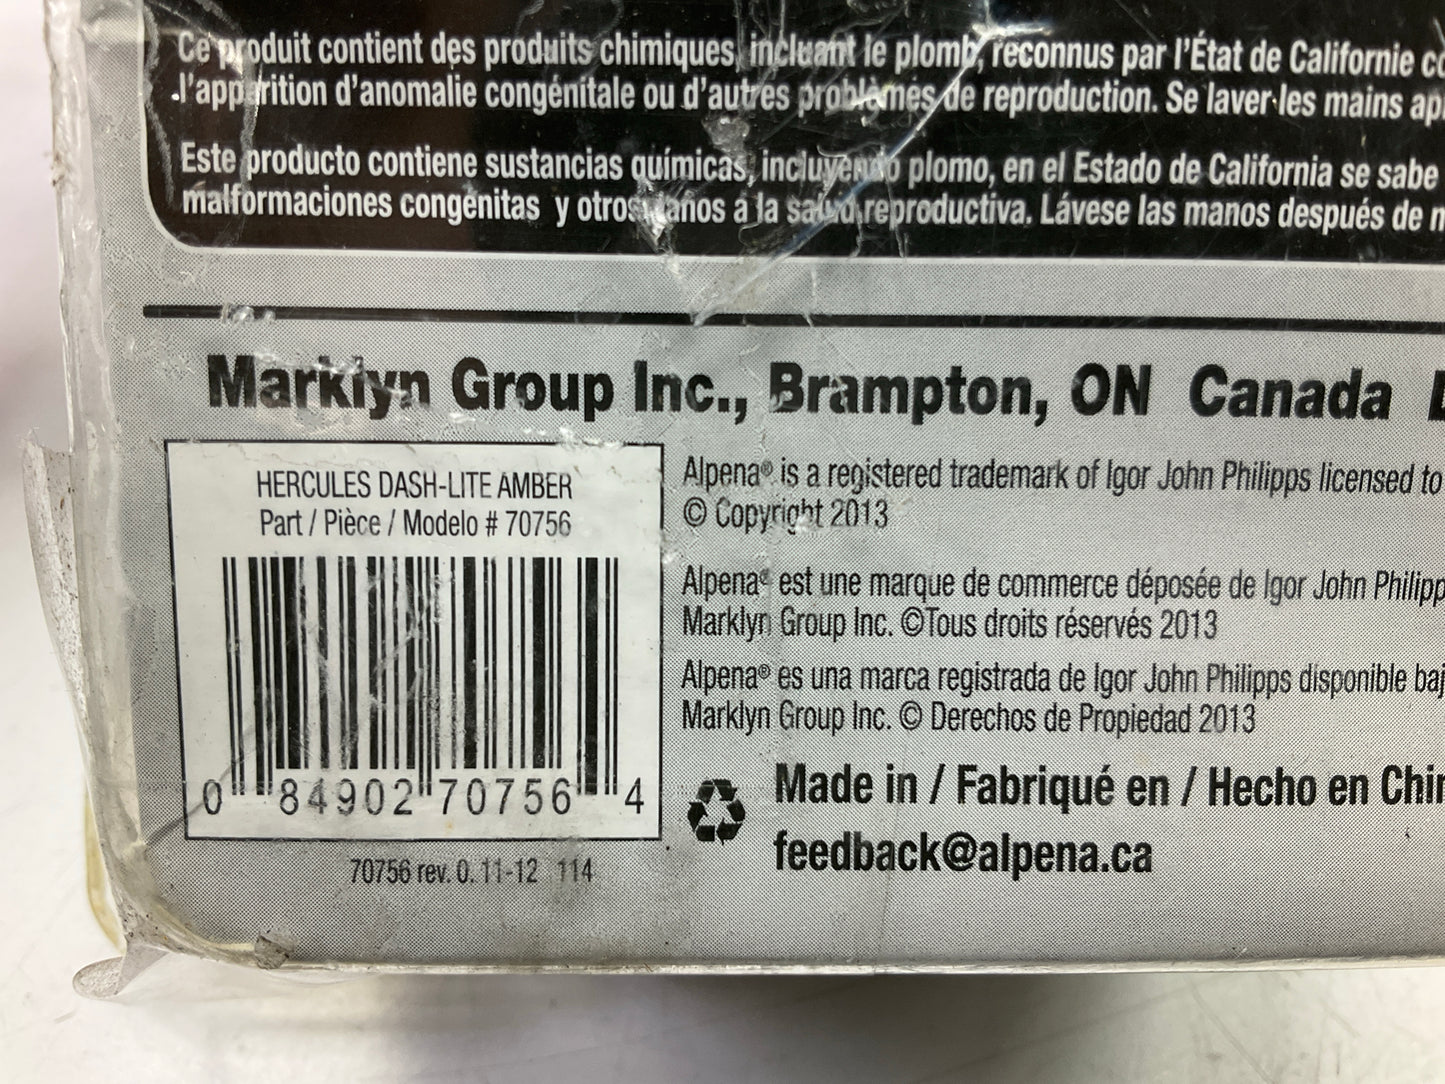 Ce produit contient des produits chimiques, incluant le plomb, reconnus par l'État de Californie
l'apparition d'anomalie congénitale ou d'autres problèmes de reproduction. Se laver les mains
Este producto contiene sustancias químicas, incluyendo plomo, en el Estado de California se sabe
malformaciones congénitas y otros daños a la salud reproductiva. Lávese las manos después de
Marklyn Group Inc., Brampton, ON Canada
HERCULES DASH-LITE AMBER
Part / Pièce / Modelo # 70756
0 84902 70756 4
70756 rev. 0. 11-12 114
Alpena® is a registered trademark of Igor John Philipps licensed to
© Copyright 2013
Alpena® est une marque de commerce déposée de Igor John Philipp
Marklyn Group Inc. ©Tous droits réservés 2013
Alpena® es una marca registrada de Igor John Philipps disponible
Marklyn Group Inc. © Derechos de Propiedad 2013
Made in / Fabriqué en / Hecho en
feedback@alpena.ca